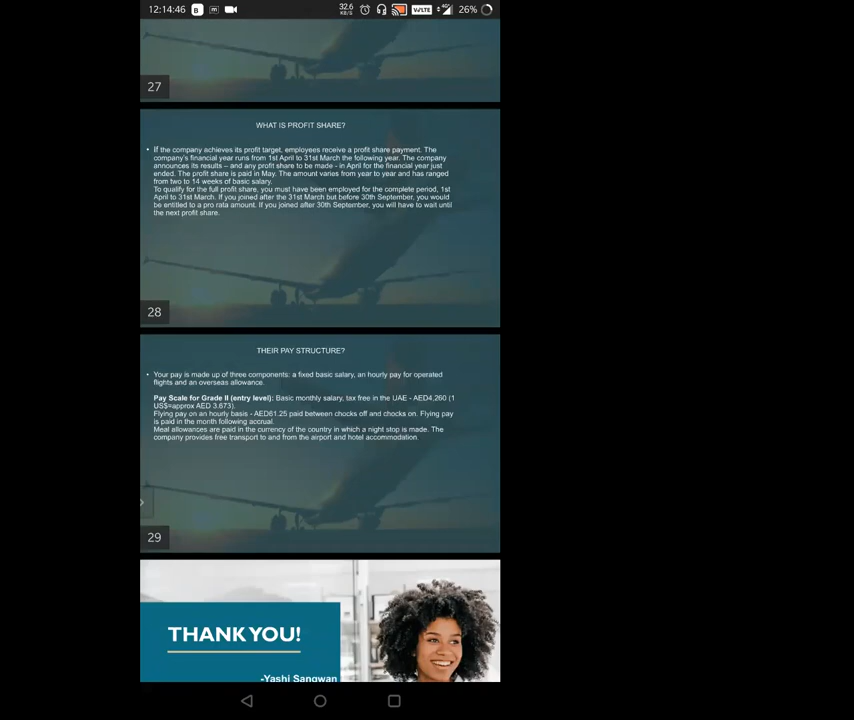 12:14:46
32.6
KB/S
VoLTE
4G
26%
27
WHAT IS PROFIT SHARE?
• If the company achieves its profit target, employees receive a profit share payment. The
company's financial year runs from 1st April to 31st March the following year. The company
announces its results – and any profit share to be made - in April for the financial year just
ended. The profit share is paid in May. The amount varies from year to year and has ranged
from two to 14 weeks of basic salary.
To qualify for the full profit share, you must have been employed for the complete period, 1st
April to 31st March. If you joined after the 31st March but before 30th September, you would
be entitled to a pro rata amount. If you joined after 30th September, you will have to wait until
the next profit share.
28
THEIR PAY STRUCTURE?
• Your pay is made up of three components: a fixed basic salary, an hourly pay for operated
flights and an overseas allowance.
Pay Scale for Grade II (entry level): Basic monthly salary, tax free in the UAE - AED4,260 (1
US$=approx AED 3.673).
Flying pay on an hourly basis - AED61.25 paid between chocks off and chocks on. Flying pay
is paid in the month following accrual.
Meal allowances are paid in the currency of the country in which a night stop is made. The
company provides free transport to and from the airport and hotel accommodation.
29
THANK YOU!
-Yashi Sangwan